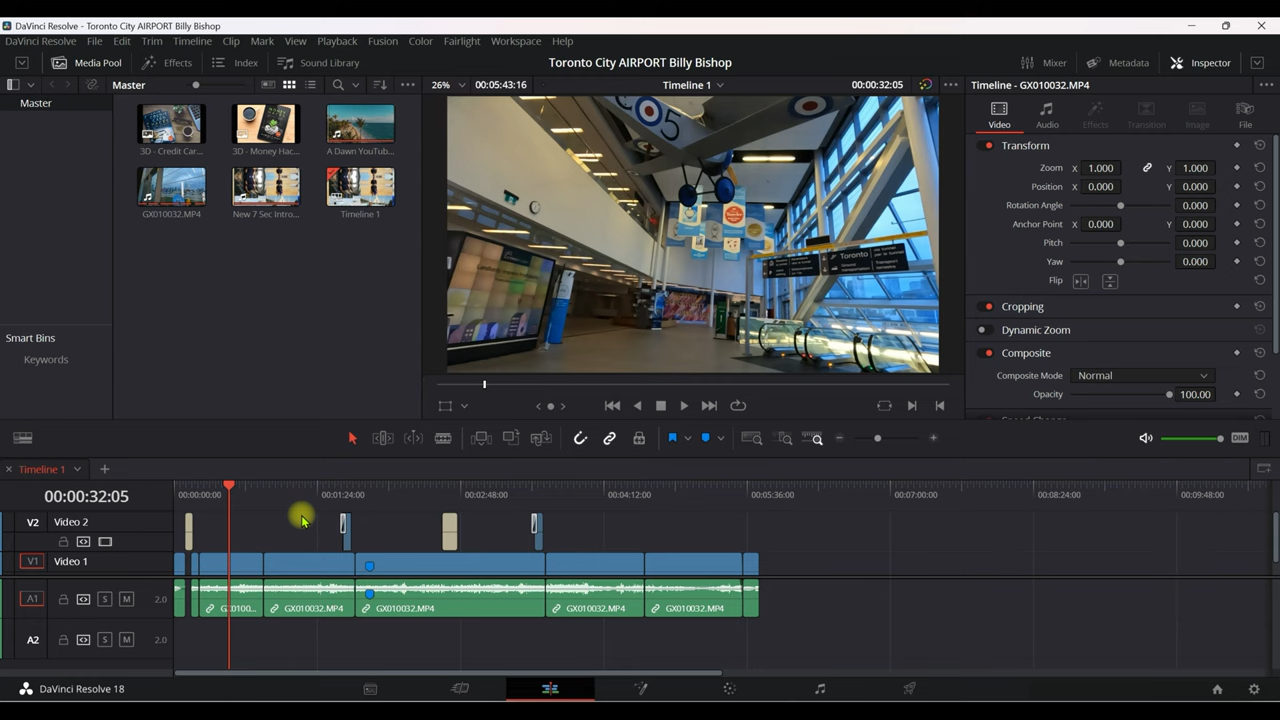 DaVinci Resolve - Toronto City AIRPORT Billy Bishop
DaVinci Resolve File Edit Trim Timeline Clip Mark View Playback Fusion Color Fairlight Workspace Help
Media Pool Effects Index Sound Library Toronto City AIRPORT Billy Bishop Mixer Metadata Inspector
Master 26% 00:05:43:16 Timeline 1 00:00:32:05 Timeline - GX010032.MP4
Master
Video Audio Effects Transition Image File
3D - Credit Car... 3D - Money Hac... A Dawn YouTub...
GX010032.MP4 New 7 Sec Intro... Timeline 1
Smart Bins
Keywords
5
Toronto
Transform
Zoom X 1.000 Y 1.000
Position X 0.000 Y 0.000
Rotation Angle 0.000
Anchor Point X 0.000 Y 0.000
Pitch 0.000
Yaw 0.000
Flip
Cropping
Dynamic Zoom
Composite
Composite Mode Normal
Opacity 100.00
DIM
Timeline 1
00:00:32:05 00:00:00:00 00:01:24:00 00:02:48:00 00:04:12:00 00:05:36:00 00:07:00:00 00:08:24:00 00:09:48:00
V2 Video 2
V1 Video 1
A1 S M 2.0
GX0100... GX010032.MP4 GX010032.MP4 GX010032.MP4 GX010032.MP4
A2 S M 2.0
DaVinci Resolve 18